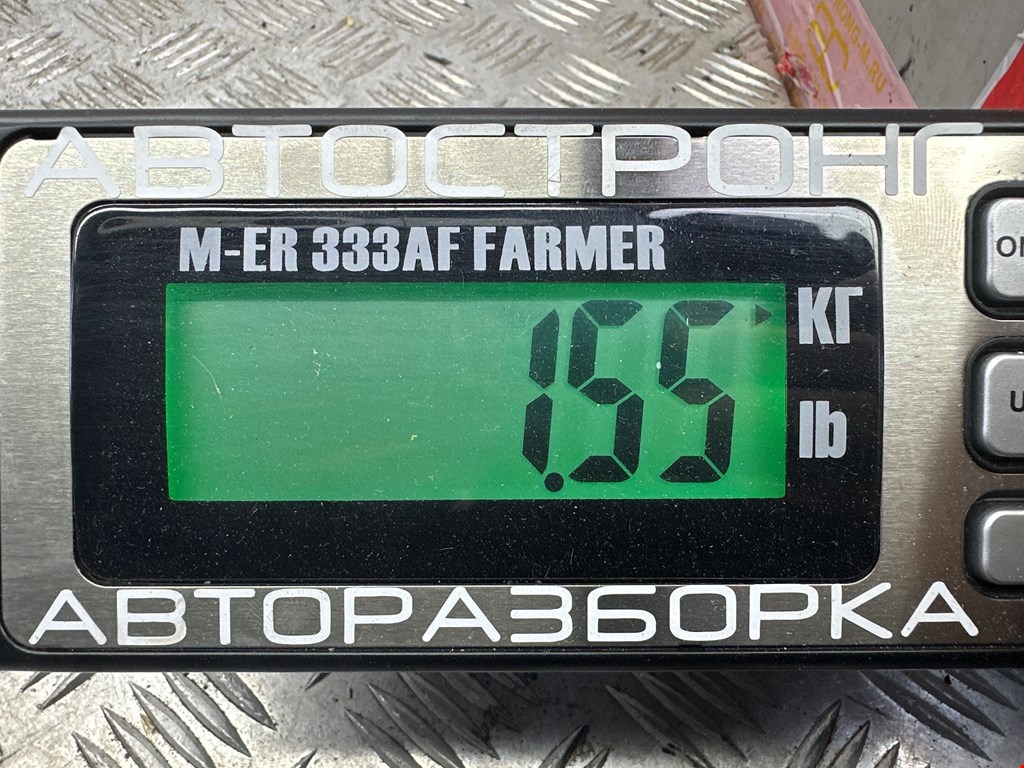 АВТОСТРОНГ
M-ER 333AF FARMER
1.55
КГ
lb
АВТОРАЗБОРКА